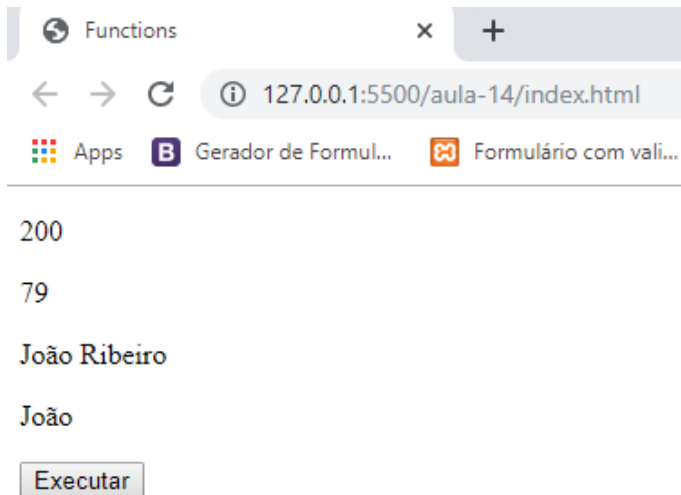 Functions
127.0.0.1:5500/aula-14/index.html
Apps B Gerador de Formul... Formulário com vali...
200
79
João Ribeiro
João
Executar